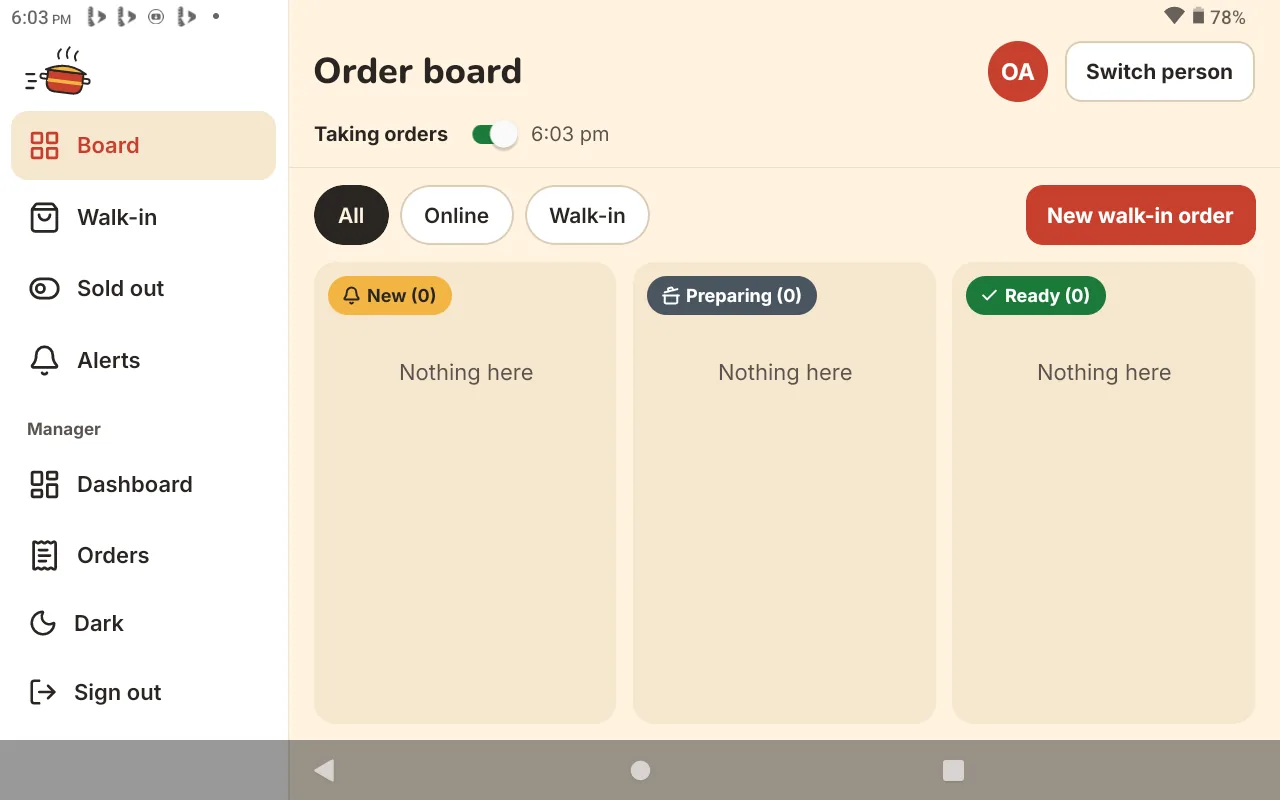 6:03 PM
78%
Order board
OA
Switch person
Taking orders
6:03 pm
Board
Walk-in
Sold out
Alerts
Manager
Dashboard
Orders
Dark
Sign out
All
Online
Walk-in
New walk-in order
New (0)
Nothing here
Preparing (0)
Nothing here
Ready (0)
Nothing here